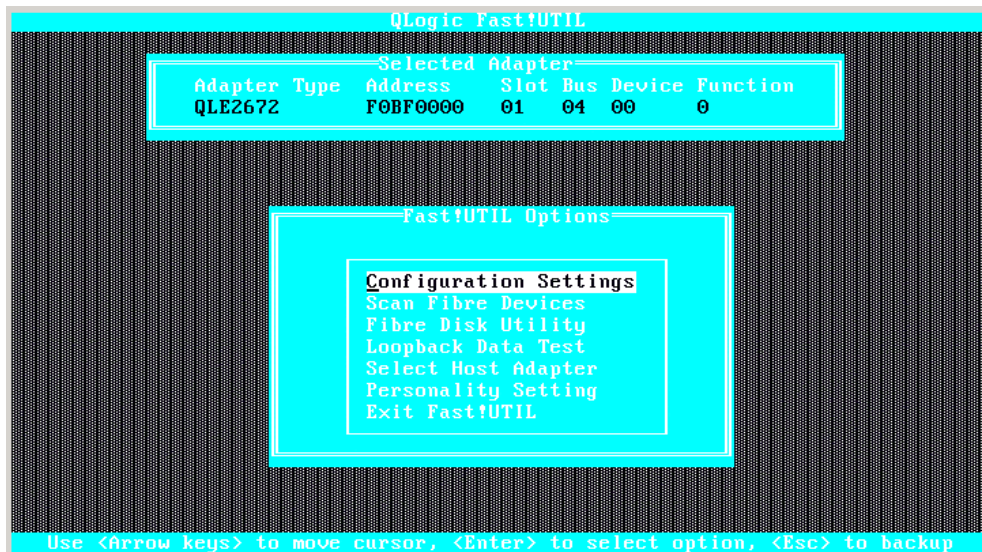 QLogic Fast!UTIL
Selected Adapter
Adapter Type Address Slot Bus Device Function
QLE2672 F0BF0000 01 04 00 0
Fast!UTIL Options
Configuration Settings
Scan Fibre Devices
Fibre Disk Utility
Loopback Data Test
Select Host Adapter
Personality Setting
Exit Fast!UTIL
Use <Arrow keys> to move cursor, <Enter> to select option, <Esc> to backup